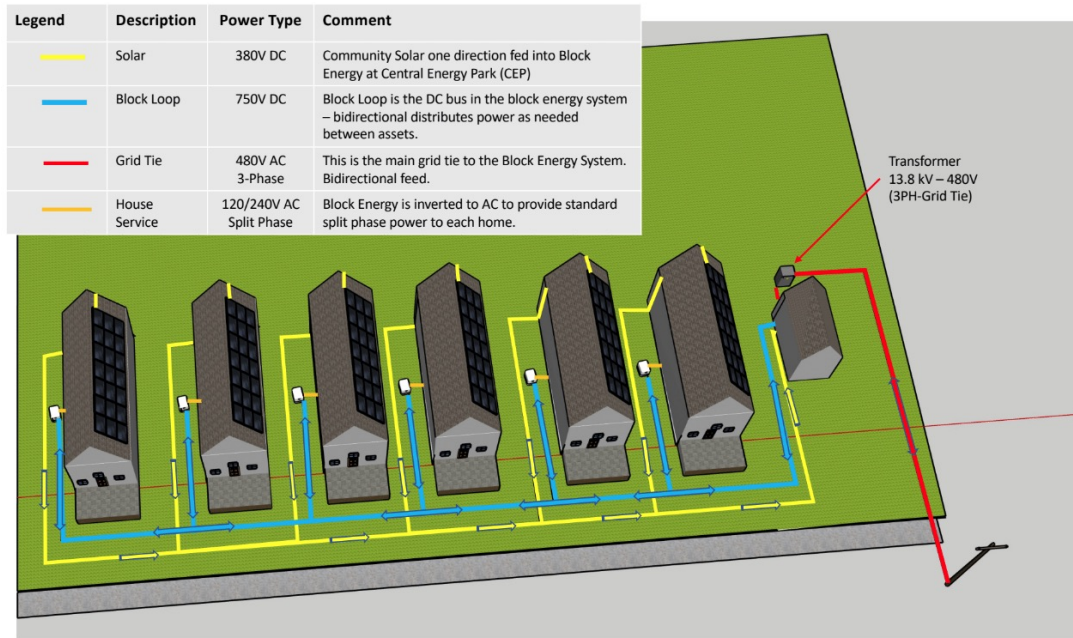 Legend Description Power Type Comment
Solar 380V DC Community Solar one direction fed into Block
Energy at Central Energy Park (CEP)
Block Loop 750V DC Block Loop is the DC bus in the block energy system
– bidirectional distributes power as needed
between assets.
Grid Tie 480V AC This is the main grid tie to the Block Energy System.
3-Phase Bidirectional feed.
House 120/240V AC Block Energy is inverted to AC to provide standard
Service Split Phase split phase power to each home.
Transformer
13.8 kV – 480V
(3PH-Grid Tie)